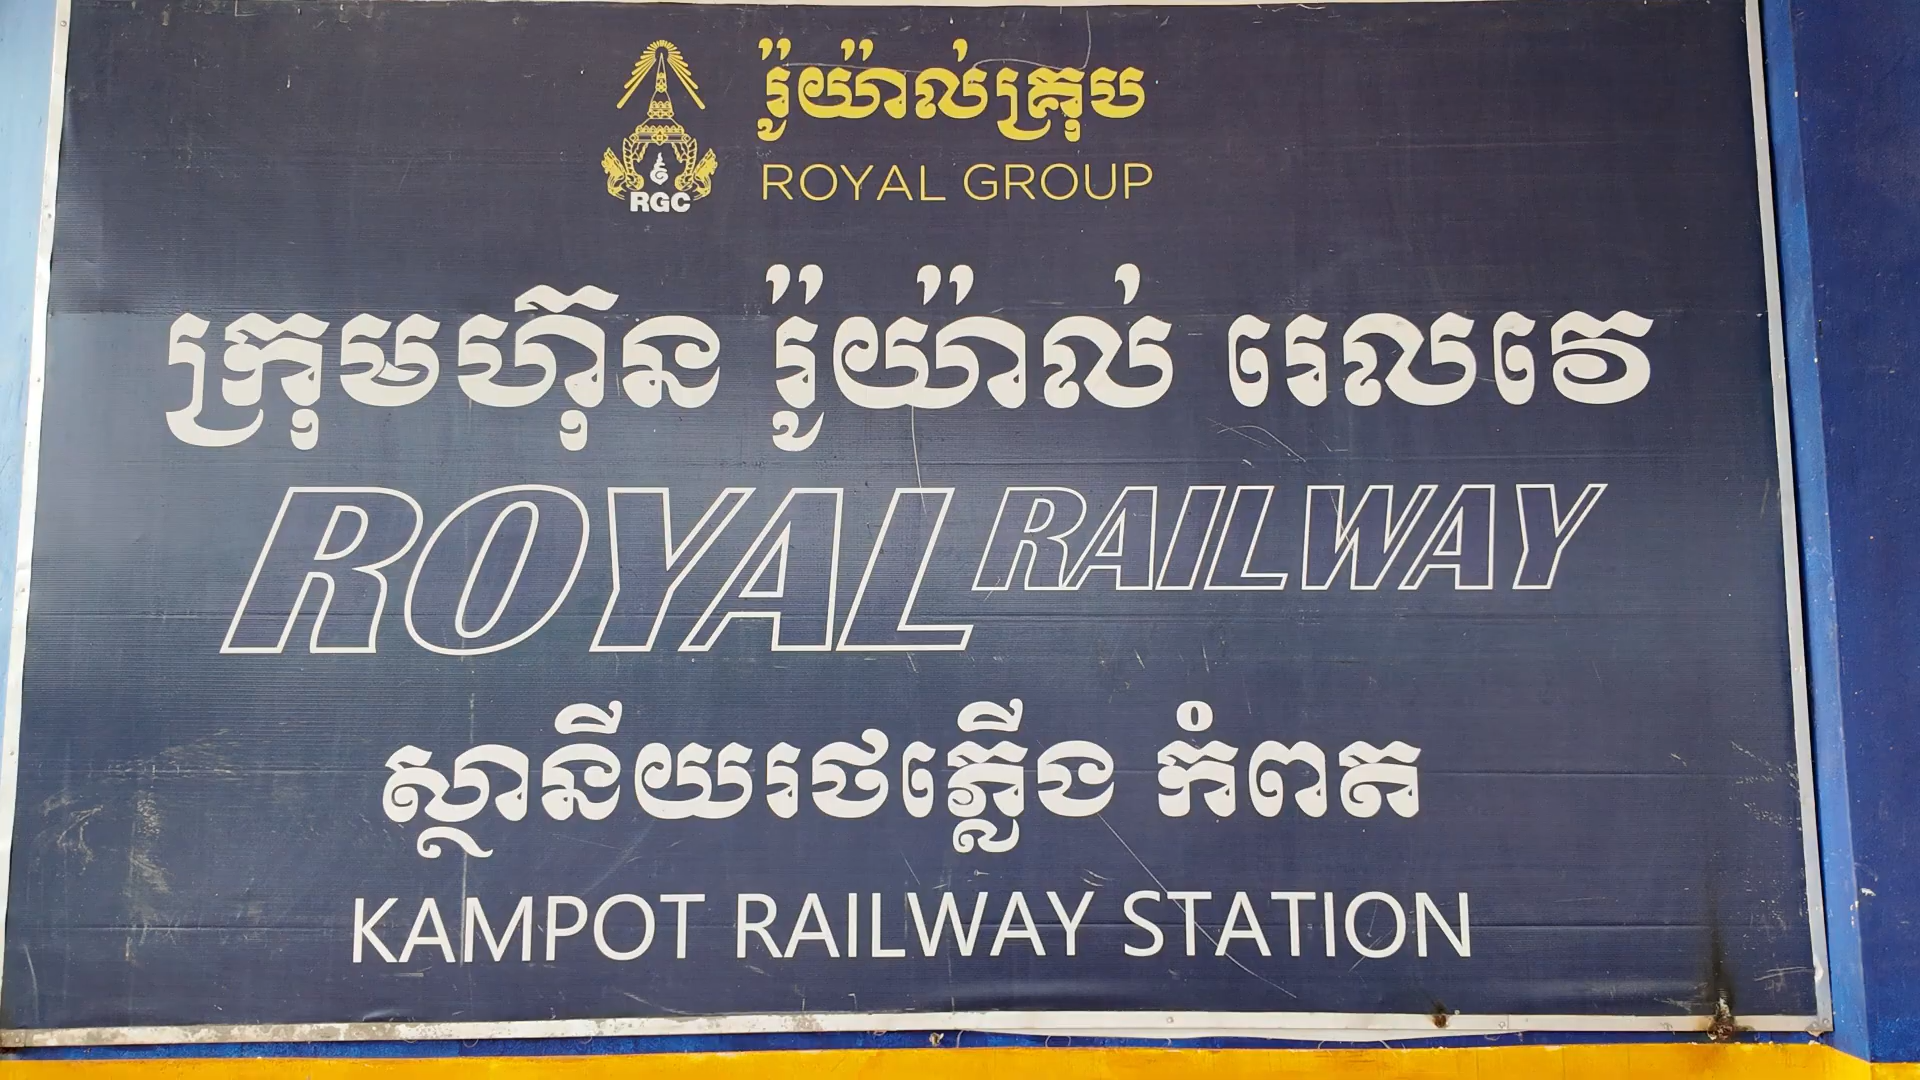 រ៉ូយ៉ាល់គ្រុប
RGC
ROYAL GROUP
ក្រុមហ៊ុន រ៉ូយ៉ាល់ រេលវេ
ROYAL RAILWAY
ស្ថានីយរថភ្លើង កំពត
KAMPOT RAILWAY STATION